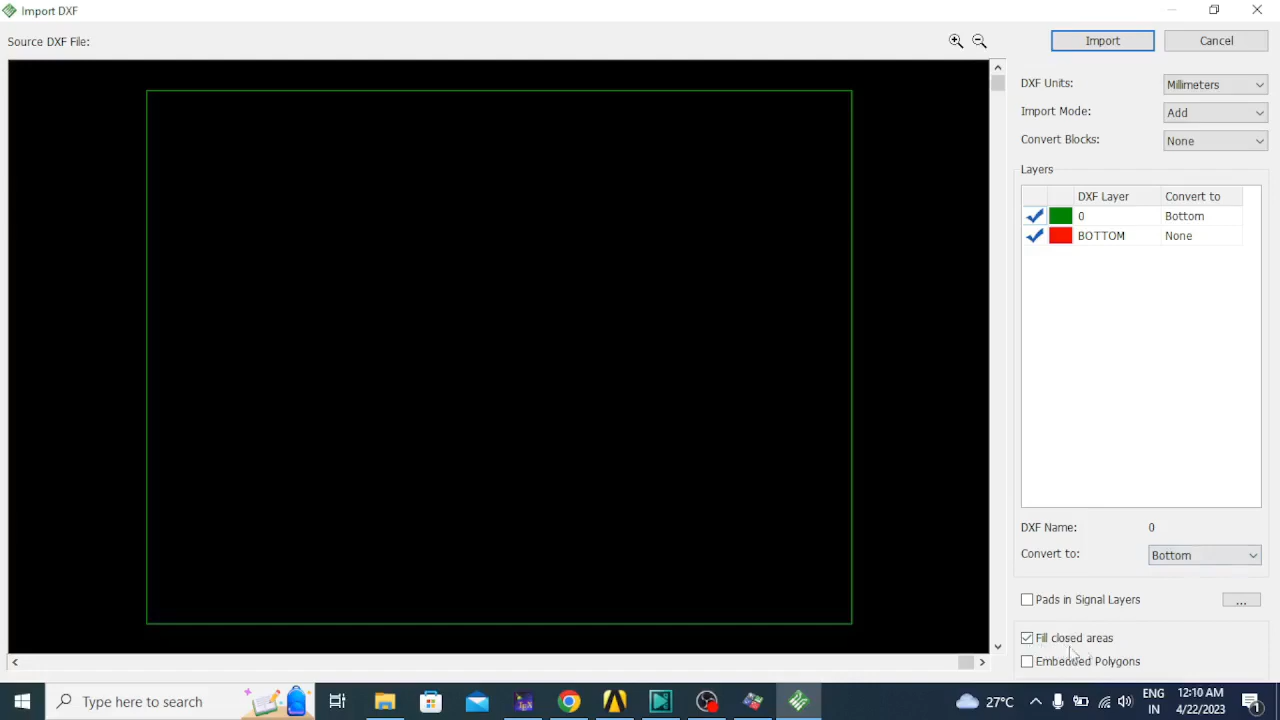 Import DXF
Source DXF File:
Import
Cancel
DXF Units:
Millimeters
Import Mode:
Add
Convert Blocks:
None
Layers
DXF Layer Convert to
0 Bottom
BOTTOM None
DXF Name: 0
Convert to: Bottom
Pads in Signal Layers
...
Fill closed areas
Embedded Polygons
Type here to search
27°C
ENG
IN
12:10 AM
4/22/2023